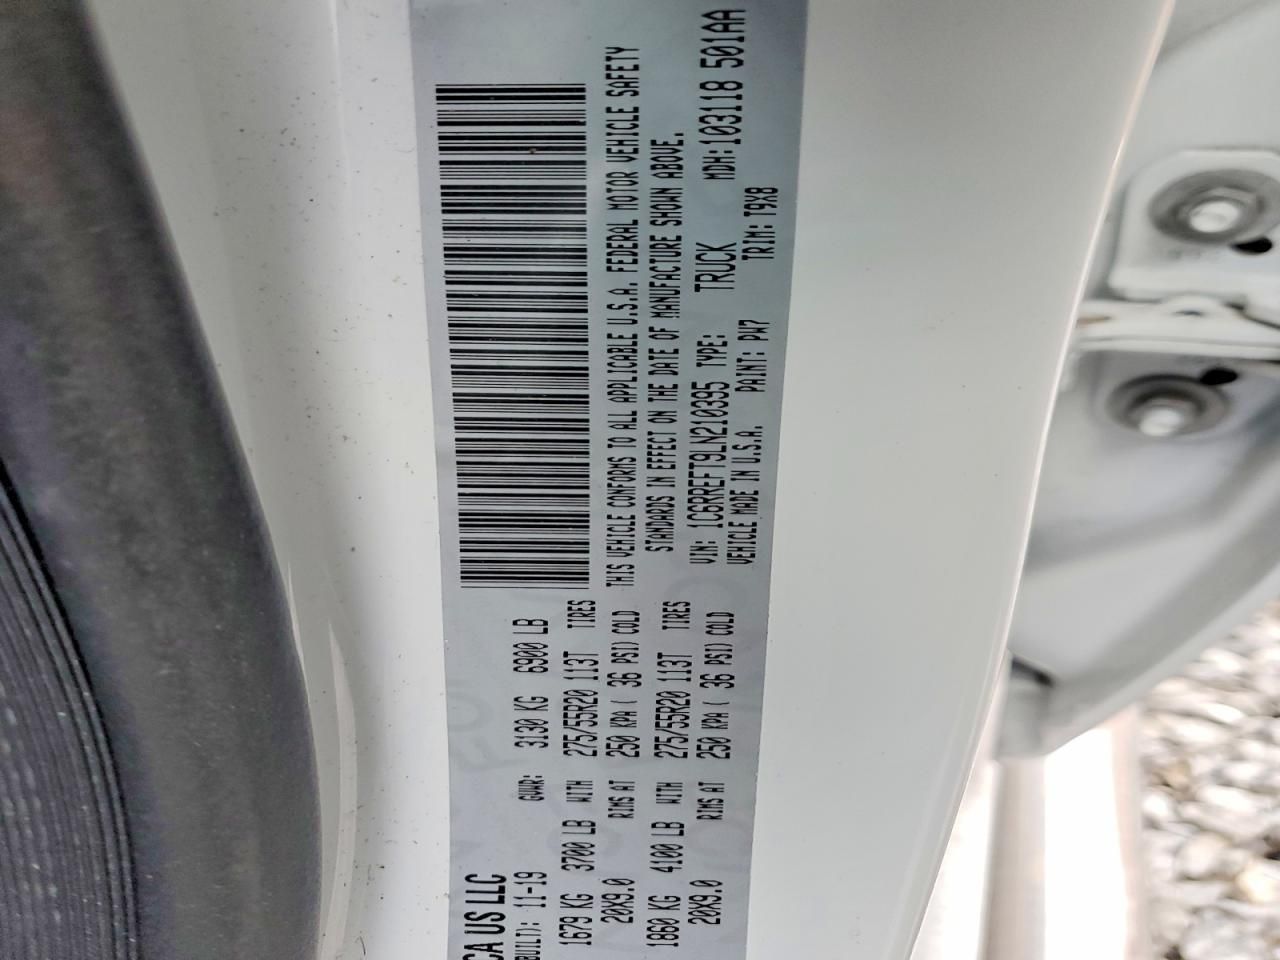 CA US LLC
BUILT): 11-19 GVWR: 3130 KG 6900 LB
1679 KG 3700 LB WITH 275/55R20 113T TIRES
20X9.0 RIMS AT 250 KPA ( 36 PSI) COLD
1860 KG 4100 LB WITH 275/55R20 113T TIRES
20X9.0 RIMS AT 250 KPA ( 36 PSI) COLD
THIS VEHICLE CONFORMS TO ALL APPLICABLE U.S.A. FEDERAL MOTOR VEHICLE SAFETY
STANDARDS IN EFFECT ON THE DATE OF MANUFACTURE SHOWN ABOVE.
VIN: 1C6RREFT9LN210395 TYPE: TRUCK MDH: 103118 501AA
VEHICLE MADE IN U.S.A. PAINT: PW7 TRIM: T9X8